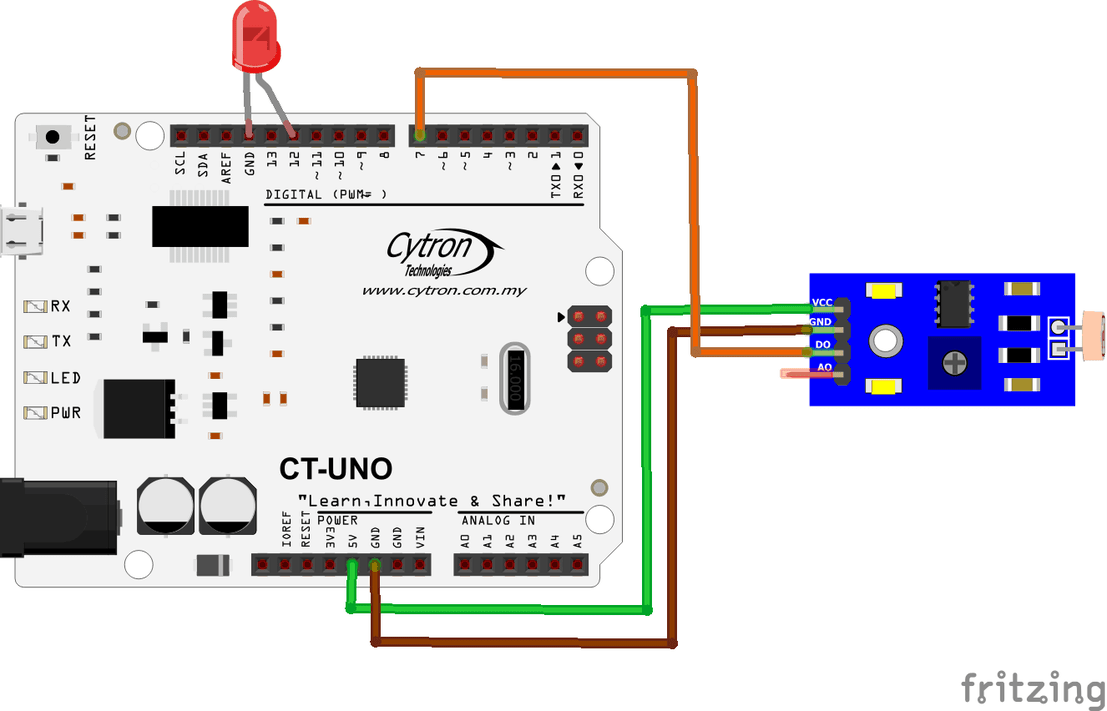 RESET
SCL
SDA
AREF
GND
13
12
~11
~10
~9
8
7
~6
~5
4
~3
2
TX0▶1
RX0◀0
DIGITAL (PWM= )
Cytron
Technologies
www.cytron.com.my
RX
TX
LED
PWR
16.000
VCC
GND
DO
AO
CT-UNO
"Learn,Innovate & Share!"
POWER
ANALOG IN
IOREF
RESET
3V3
5V
GND
GND
VIN
A0
A1
A2
A3
A4
A5
fritzing